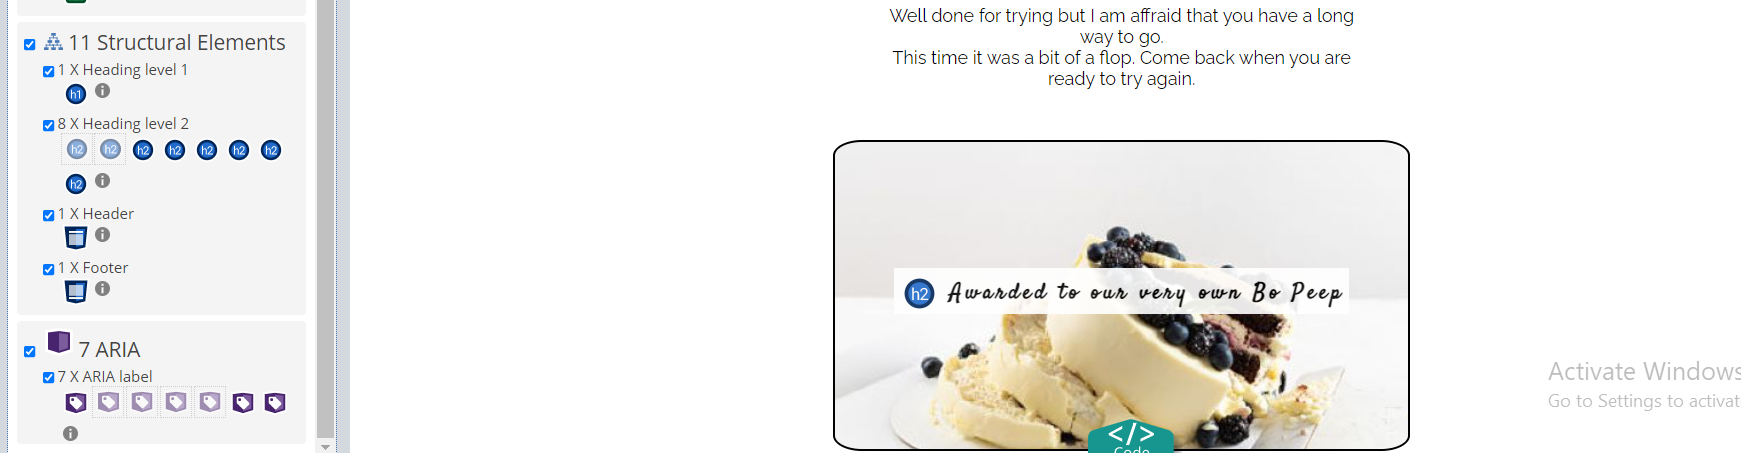 11 Structural Elements
1 X Heading level 1
h1
8 X Heading level 2
h2 h2 h2 h2 h2 h2 h2
h2
1 X Header
1 X Footer
7 ARIA
7 X ARIA label
Well done for trying but I am affraid that you have a long
way to go.
This time it was a bit of a flop. Come back when you are
ready to try again.
h2 Awarded to our very own Bo Peep
</>
Code
Activate Windows
Go to Settings to activat